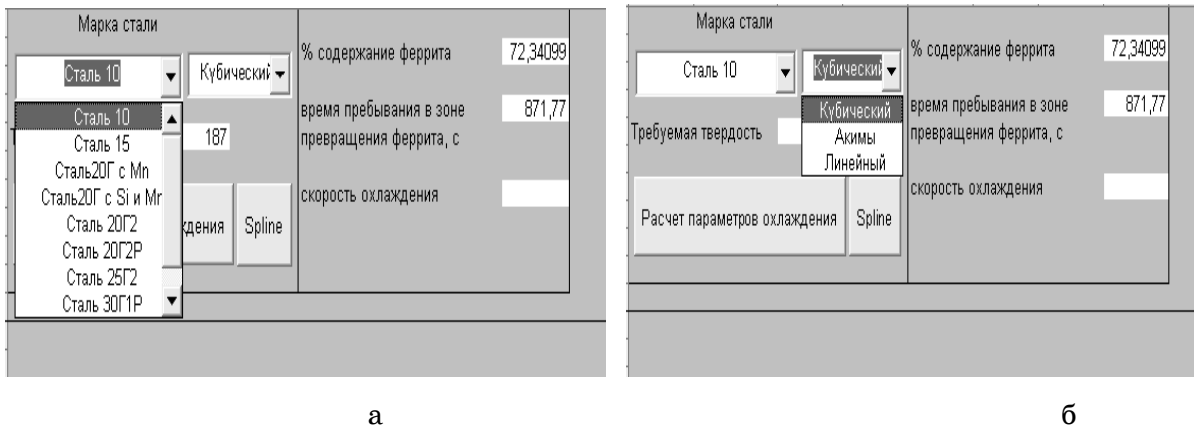 Марка стали
Сталь 10
Кубический
% содержание феррита
72,34099
Сталь 10
Сталь 15
Сталь20Г с Mn
Сталь20Г с Si и Mn
Сталь 20Г2
Сталь 20Г2Р
Сталь 25Г2
Сталь 30Г1Р
187
время пребывания в зоне
871,77
превращения феррита, с
ждения
Spline
скорость охлаждения
а
Марка стали
Сталь 10
Кубический
% содержание феррита
72,34099
Кубический
Акимы
Линейный
время пребывания в зоне
871,77
превращения феррита, с
Требуемая твердость
скорость охлаждения
Расчет параметров охлаждения
Spline
б